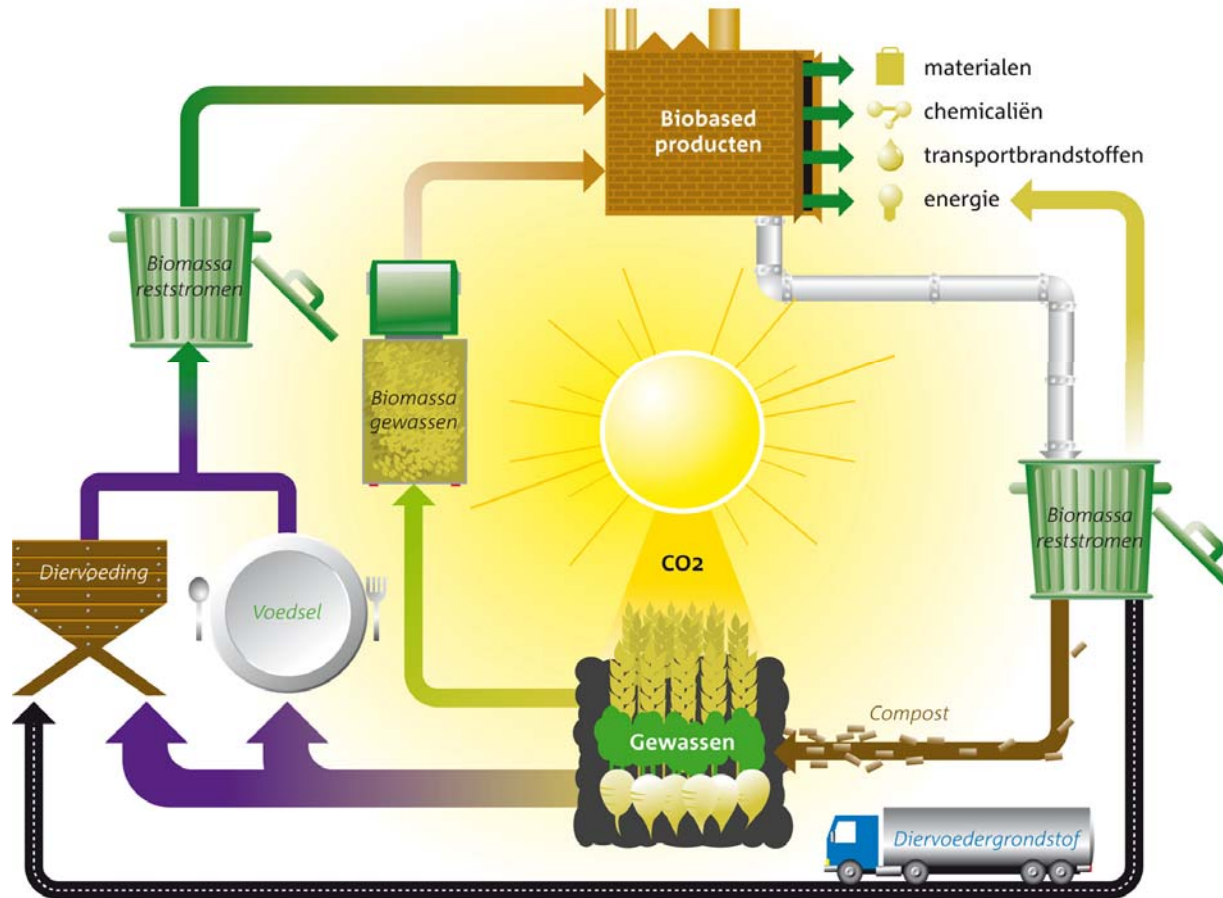 Biobased
producten
materialen
chemicaliën
transportbrandstoffen
energie
Biomassa
reststromen
Biomassa
gewassen
Biomassa
reststromen
Diervoeding
Voedsel
CO2
Gewassen
Compost
Diervoedergrondstof